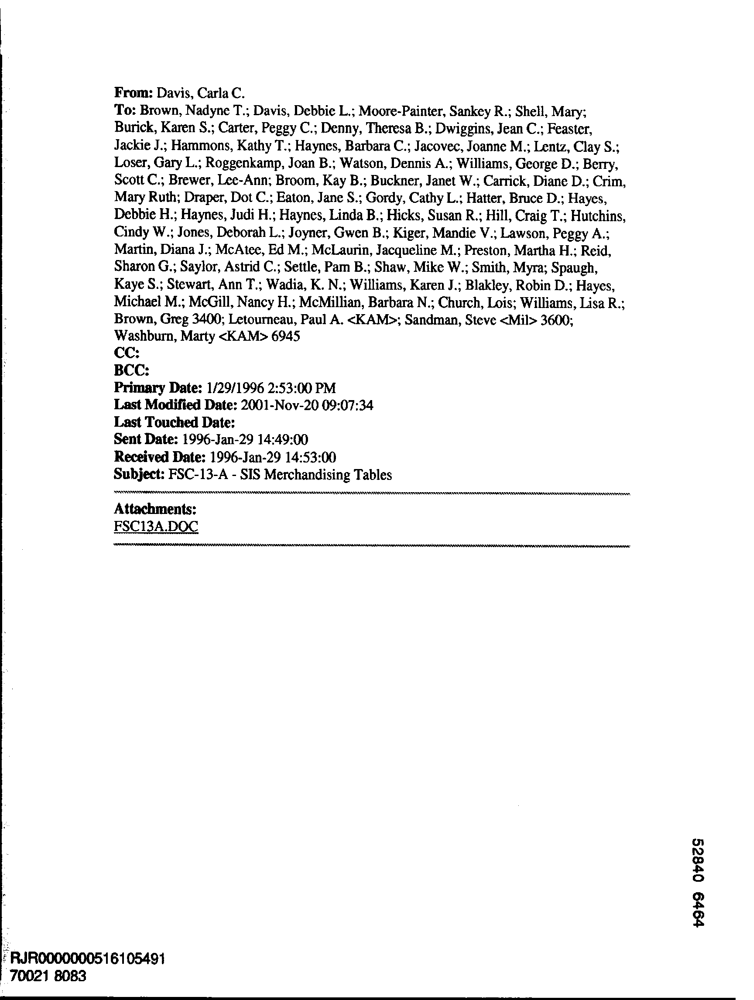 From: Davis, Carla C.
To: Brown, Nadyne T.; Davis, Debbie L.; Moore-Painter, Sankey R.; Shell, Mary;
Burick, Karen S.; Carter, Peggy C.; Denny, Theresa B.; Dwiggins, Jean C.; Feaster,
Jackie J.; Hammons, Kathy T.; Haynes, Barbara C.; Jacovec, Joanne M.; Lentz, Clay S.;
Loser, Gary L.; Roggenkamp, Joan B.; Watson, Dennis A.; Williams, George D.; Berry,
Scott C.; Brewer, Lee-Ann; Broom, Kay B.; Buckner, Janet W.; Carrick, Diane D.; Crim,
Mary Ruth; Draper, Dot C.; Eaton, Jane S.; Gordy, Cathy L.; Hatter, Bruce D.; Hayes,
Debbie H.; Haynes, Judi H.; Haynes, Linda B.; Hicks, Susan R.; Hill, Craig T.; Hutchins,
Cindy W.; Jones, Deborah L.; Joyner, Gwen B.; Kiger, Mandie V.; Lawson, Peggy A.;
Martin, Diana J.; McAtee, Ed M.; McLaurin, Jacqueline M.; Preston, Martha H.; Reid,
Sharon G.; Saylor, Astrid C.; Settle, Pam B.; Shaw, Mike W.; Smith, Myra; Spaugh,
Kaye S.; Stewart, Ann T.; Wadia, K. N.; Williams, Karen J.; Blakley, Robin D.; Hayes,
Michael M.; McGill, Nancy H.; McMillian, Barbara N.; Church, Lois; Williams, Lisa R.;
Brown, Greg 3400; Letourneau, Paul A. <KAM>; Sandman, Steve <Mil> 3600;
Washburn, Marty <KAM> 6945
CC:
BCC:
Primary Date: 1/29/1996 2:53:00 PM
Last Modified Date: 2001-Nov-20 09:07:34
Last Touched Date:
Sent Date: 1996-Jan-29 14:49:00
Received Date: 1996-Jan-29 14:53:00
Subject: FSC-13-A - SIS Merchandising Tables
Attachments:
FSC13A.DOC
52840 6464
RJR0000000516105491
70021 8083